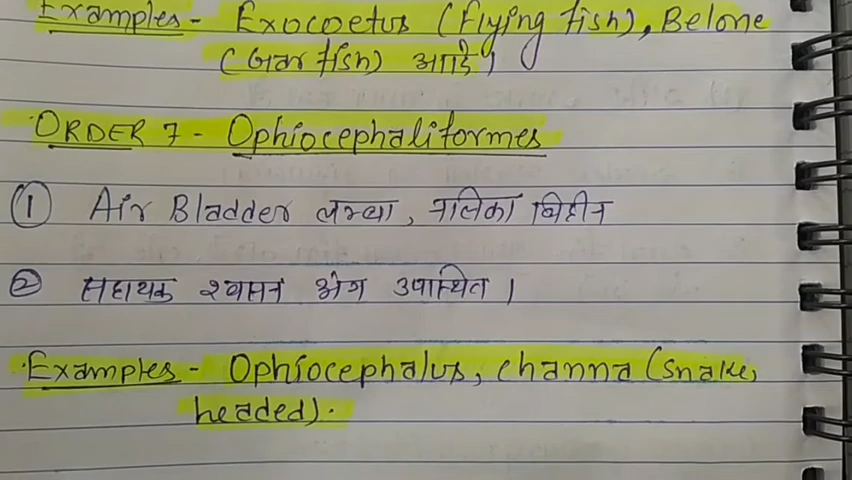 Examples- Exocoetus (Flying fish), Belone
(Gar fish) आदि।
ORDER 7 - Ophiocephaliformes
① Air Bladder लम्बा, नलिका विहीन
② सहायक श्वसन अंग उपास्थित।
Examples- Ophiocephalus, channa (snake,
headed).